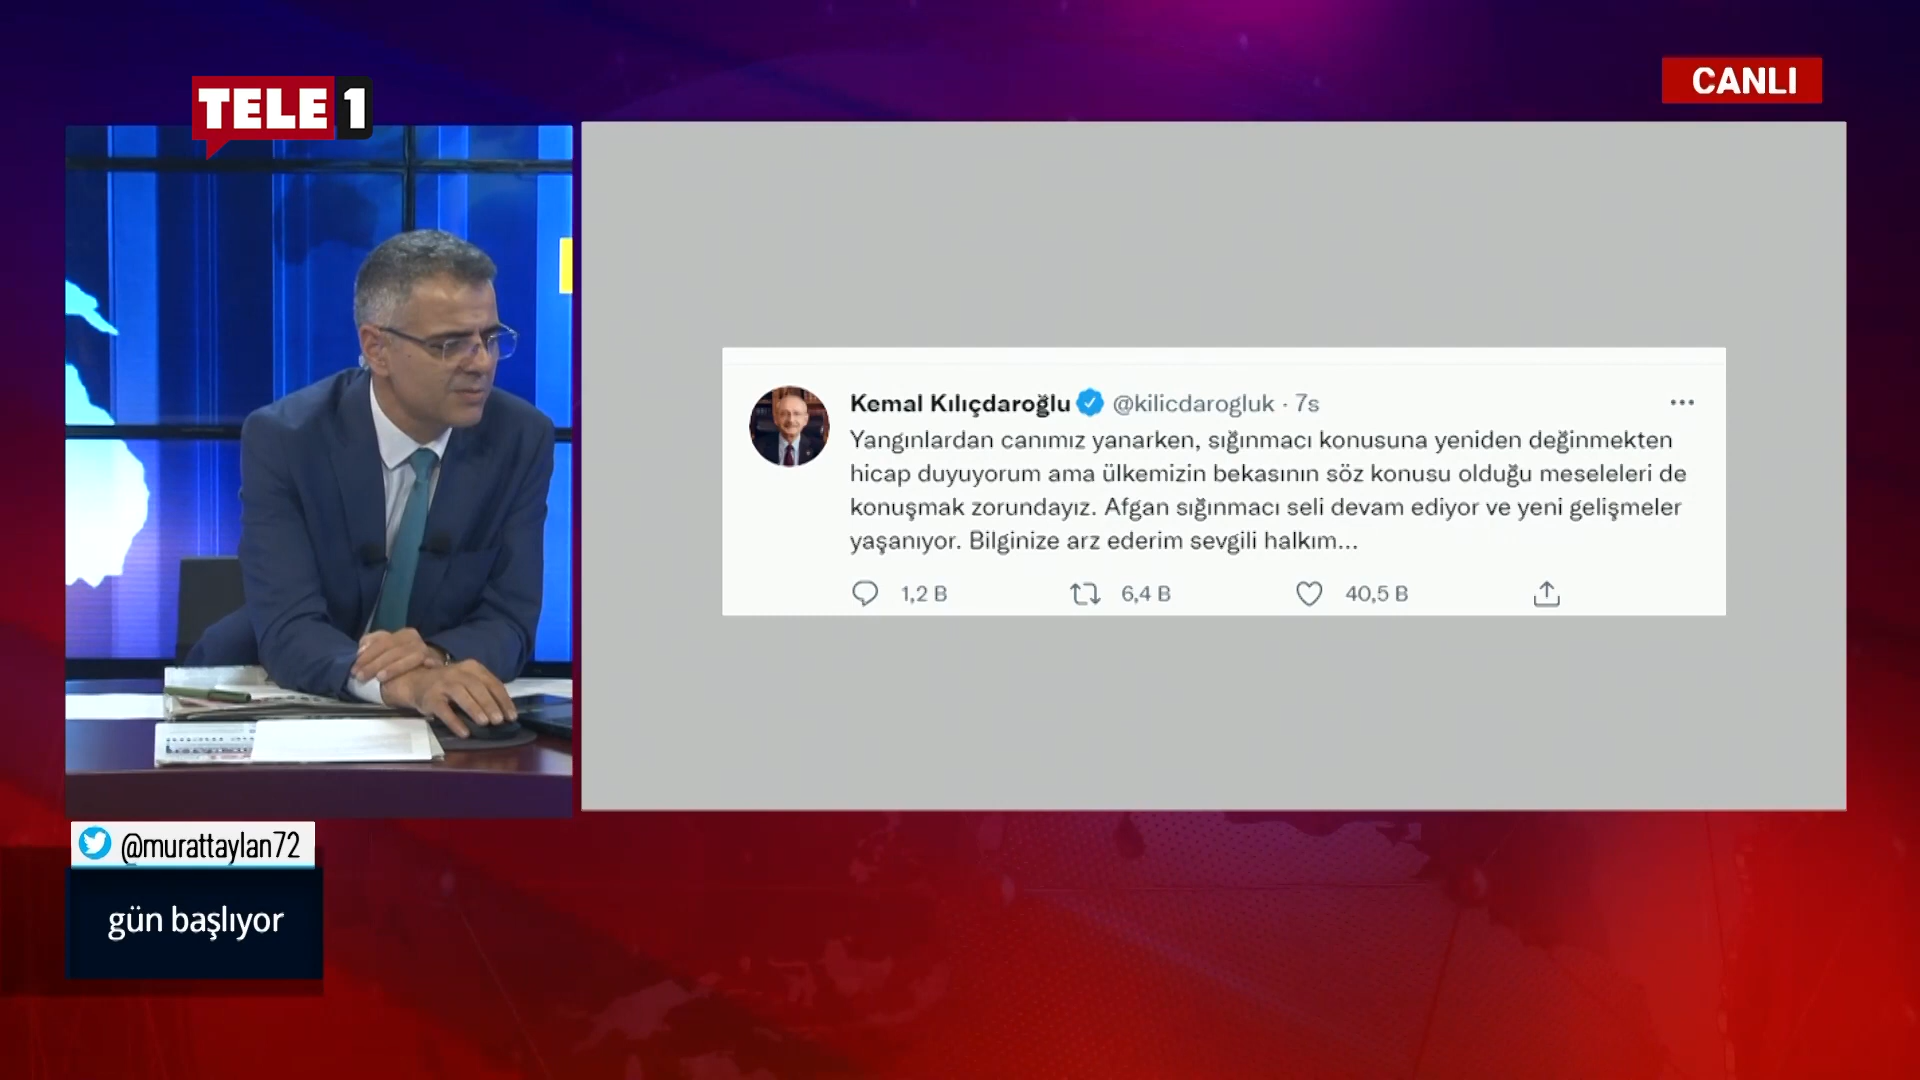 TELE 1
CANLI
Kemal Kılıçdaroğlu @kilicdarogluk · 7s
Yangınlardan canımız yanarken, sığınmacı konusuna yeniden değinmekten
hicap duyuyorum ama ülkemizin bekasının söz konusu olduğu meseleleri de
konuşmak zorundayız. Afgan sığınmacı seli devam ediyor ve yeni gelişmeler
yaşanıyor. Bilginize arz ederim sevgili halkım...
1,2 B 6,4 B 40,5 B
@murattaylan72
gün başlıyor